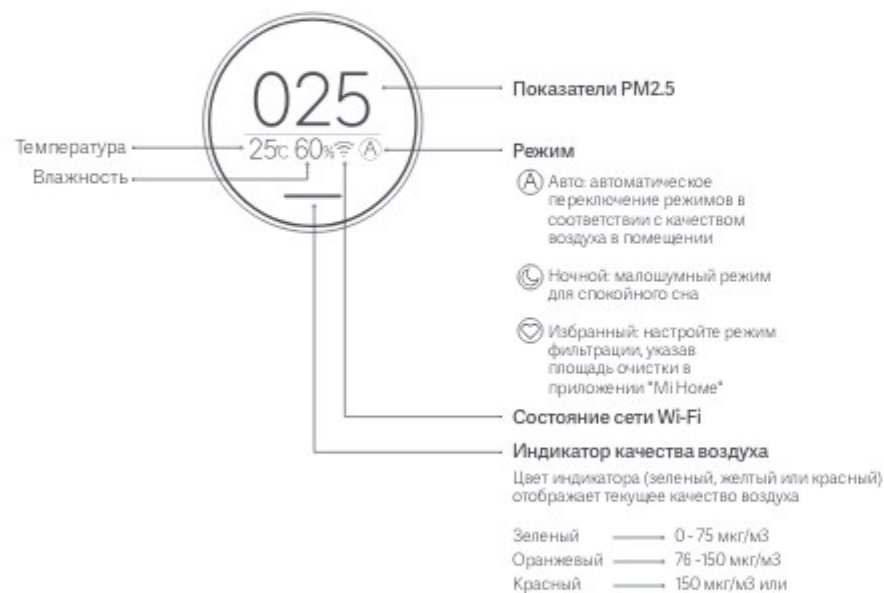 025
25с 60%
A
Температура
Влажность
Показатели PM2.5
Режим
A Авто: автоматическое
переключение режимов в
соответствии с качеством
воздуха в помещении
Ночной: малошумный режим
для спокойного сна
Избранный: настройте режим
фильтрации, указав
площадь очистки в
приложении "Mi Home"
Состояние сети Wi-Fi
Индикатор качества воздуха
Цвет индикатора (зеленый, желтый или красный)
отображает текущее качество воздуха
Зеленый 0-75 мкг/м3
Оранжевый 76-150 мкг/м3
Красный 150 мкг/м3 или